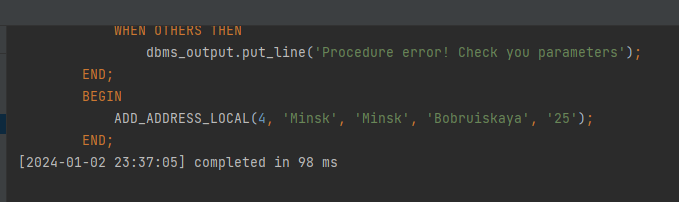 WHEN OTHERS THEN
dbms_output.put_line('Procedure error! Check you parameters');
END;
BEGIN
ADD_ADDRESS_LOCAL(4, 'Minsk', 'Minsk', 'Bobruiskaya', '25');
END;
[2024-01-02 23:37:05] completed in 98 ms